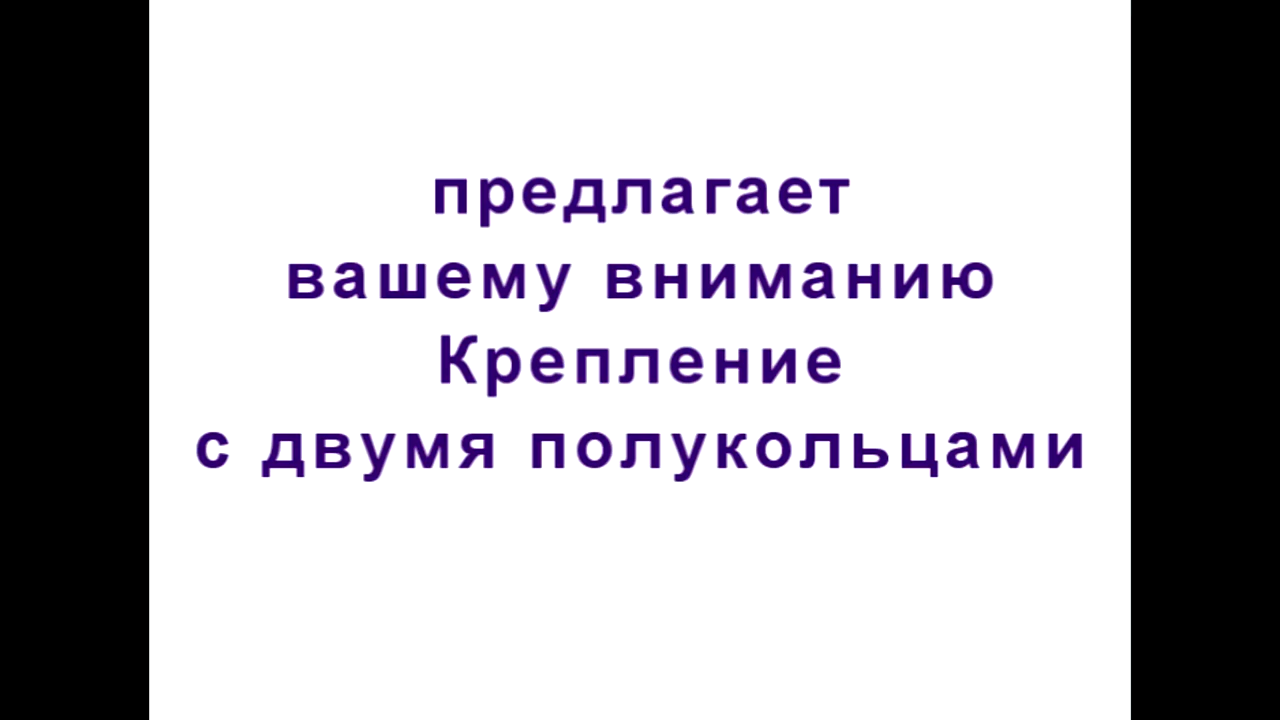 предлагает
вашему вниманию
Крепление
с двумя полукольцами